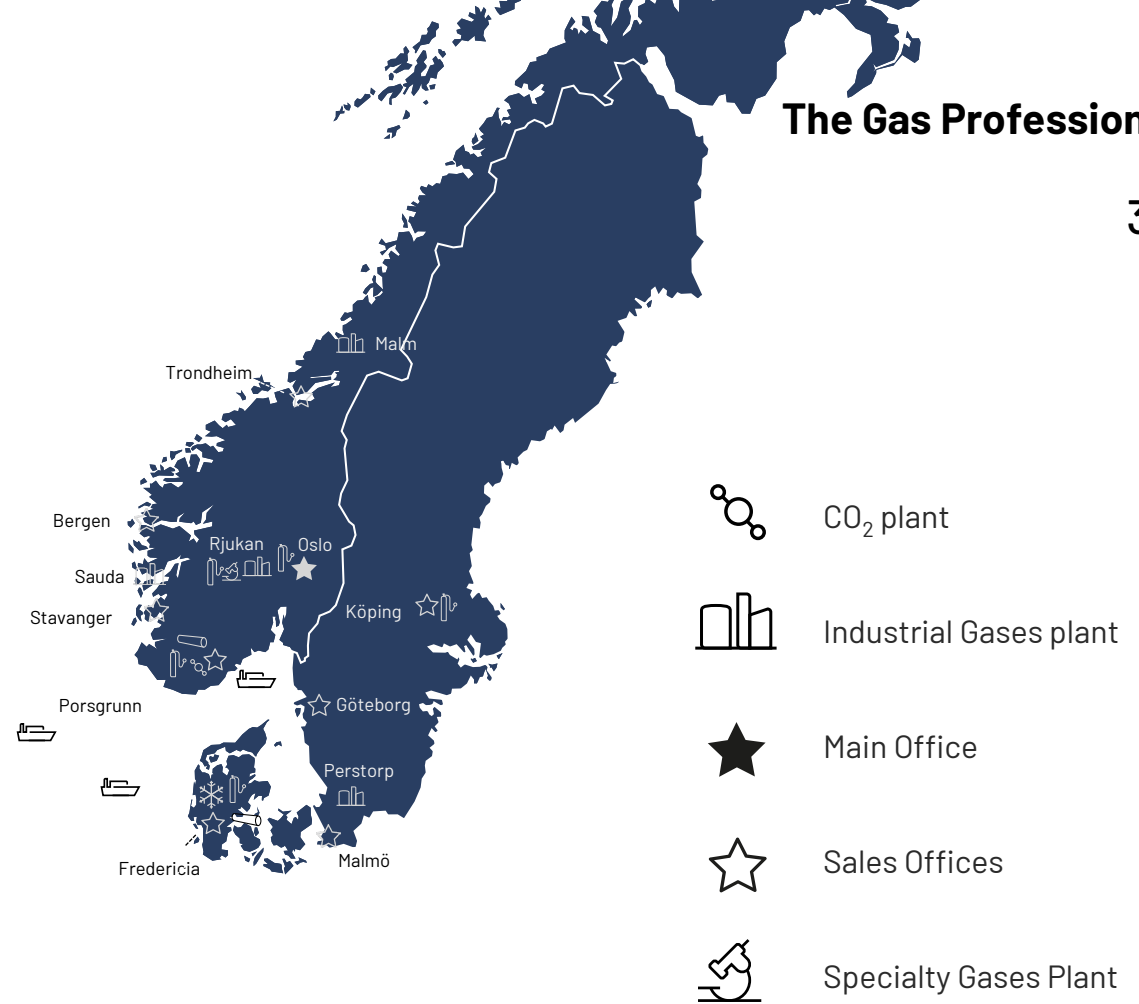 The Gas Profession
3
Malm
Trondheim
Bergen
Rjukan
Oslo
Sauda
Köping
Stavanger
Porsgrunn
Göteborg
Perstorp
Malmö
Fredericia
CO₂ plant
Industrial Gases plant
Main Office
Sales Offices
Specialty Gases Plant